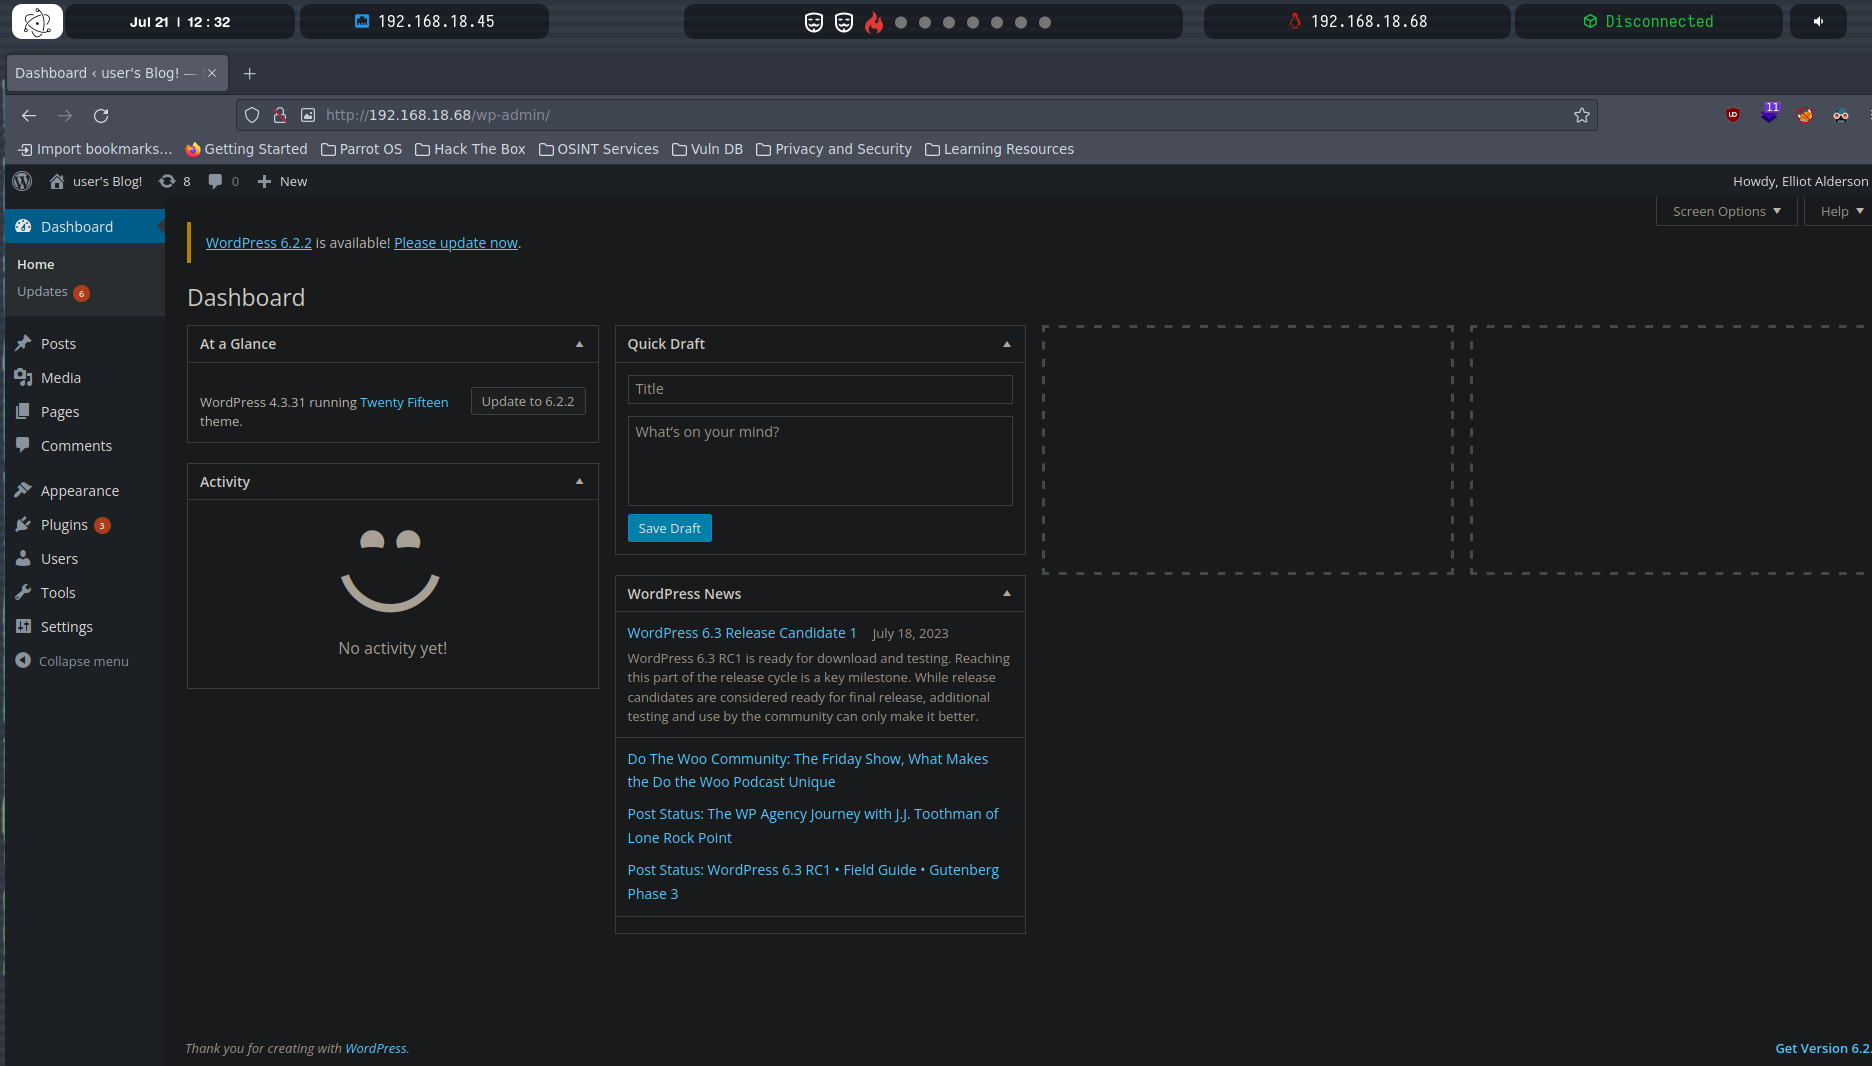 Jul 21 | 12:32
192.168.18.45
192.168.18.68
Disconnected
Dashboard ‹ user's Blog! —
http://192.168.18.68/wp-admin/
11
Import bookmarks...
Getting Started
Parrot OS
Hack The Box
OSINT Services
Vuln DB
Privacy and Security
Learning Resources
user's Blog!
8
0
New
Howdy, Elliot Alderson
Screen Options
Help
Dashboard
Home
Updates 6
Posts
Media
Pages
Comments
Appearance
Plugins 3
Users
Tools
Settings
Collapse menu
WordPress 6.2.2 is available! Please update now.
Dashboard
At a Glance
WordPress 4.3.31 running Twenty Fifteen
theme.
Update to 6.2.2
Activity
No activity yet!
Quick Draft
Title
What's on your mind?
Save Draft
WordPress News
WordPress 6.3 Release Candidate 1 July 18, 2023
WordPress 6.3 RC1 is ready for download and testing. Reaching
this part of the release cycle is a key milestone. While release
candidates are considered ready for final release, additional
testing and use by the community can only make it better.
Do The Woo Community: The Friday Show, What Makes
the Do the Woo Podcast Unique
Post Status: The WP Agency Journey with J.J. Toothman of
Lone Rock Point
Post Status: WordPress 6.3 RC1 • Field Guide • Gutenberg
Phase 3
Thank you for creating with WordPress.
Get Version 6.2.